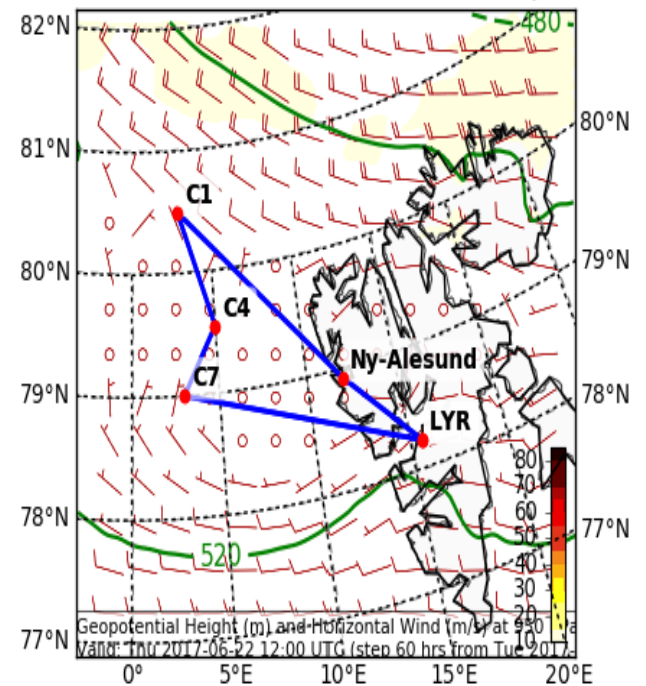 82°N
480
81°N
80°N
C1
80°N
79°N
C4
Ny-Alesund
C7
79°N
78°N
LYR
80
70
60
50
40
30
20
10
78°N
77°N
520
Geopotential Height (m) and Horizontal Wind (m/s) at 950
77°N
Valid: Thu 2017-06-22 12:00 UTC (step 60 hrs from Tue 2017-
0° 5°E 10°E 15°E 20°E